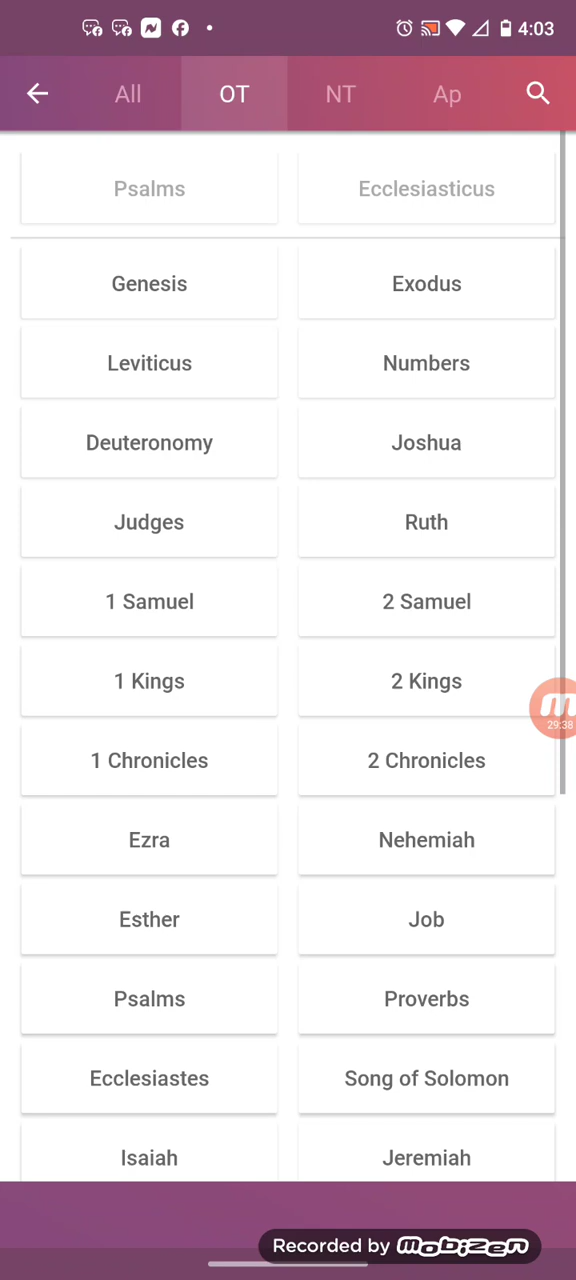 4:03
All OT NT Ap
Psalms Ecclesiasticus
Genesis Exodus
Leviticus Numbers
Deuteronomy Joshua
Judges Ruth
1 Samuel 2 Samuel
1 Kings 2 Kings
29:38
1 Chronicles 2 Chronicles
Ezra Nehemiah
Esther Job
Psalms Proverbs
Ecclesiastes Song of Solomon
Isaiah Jeremiah
Recorded by mobizen